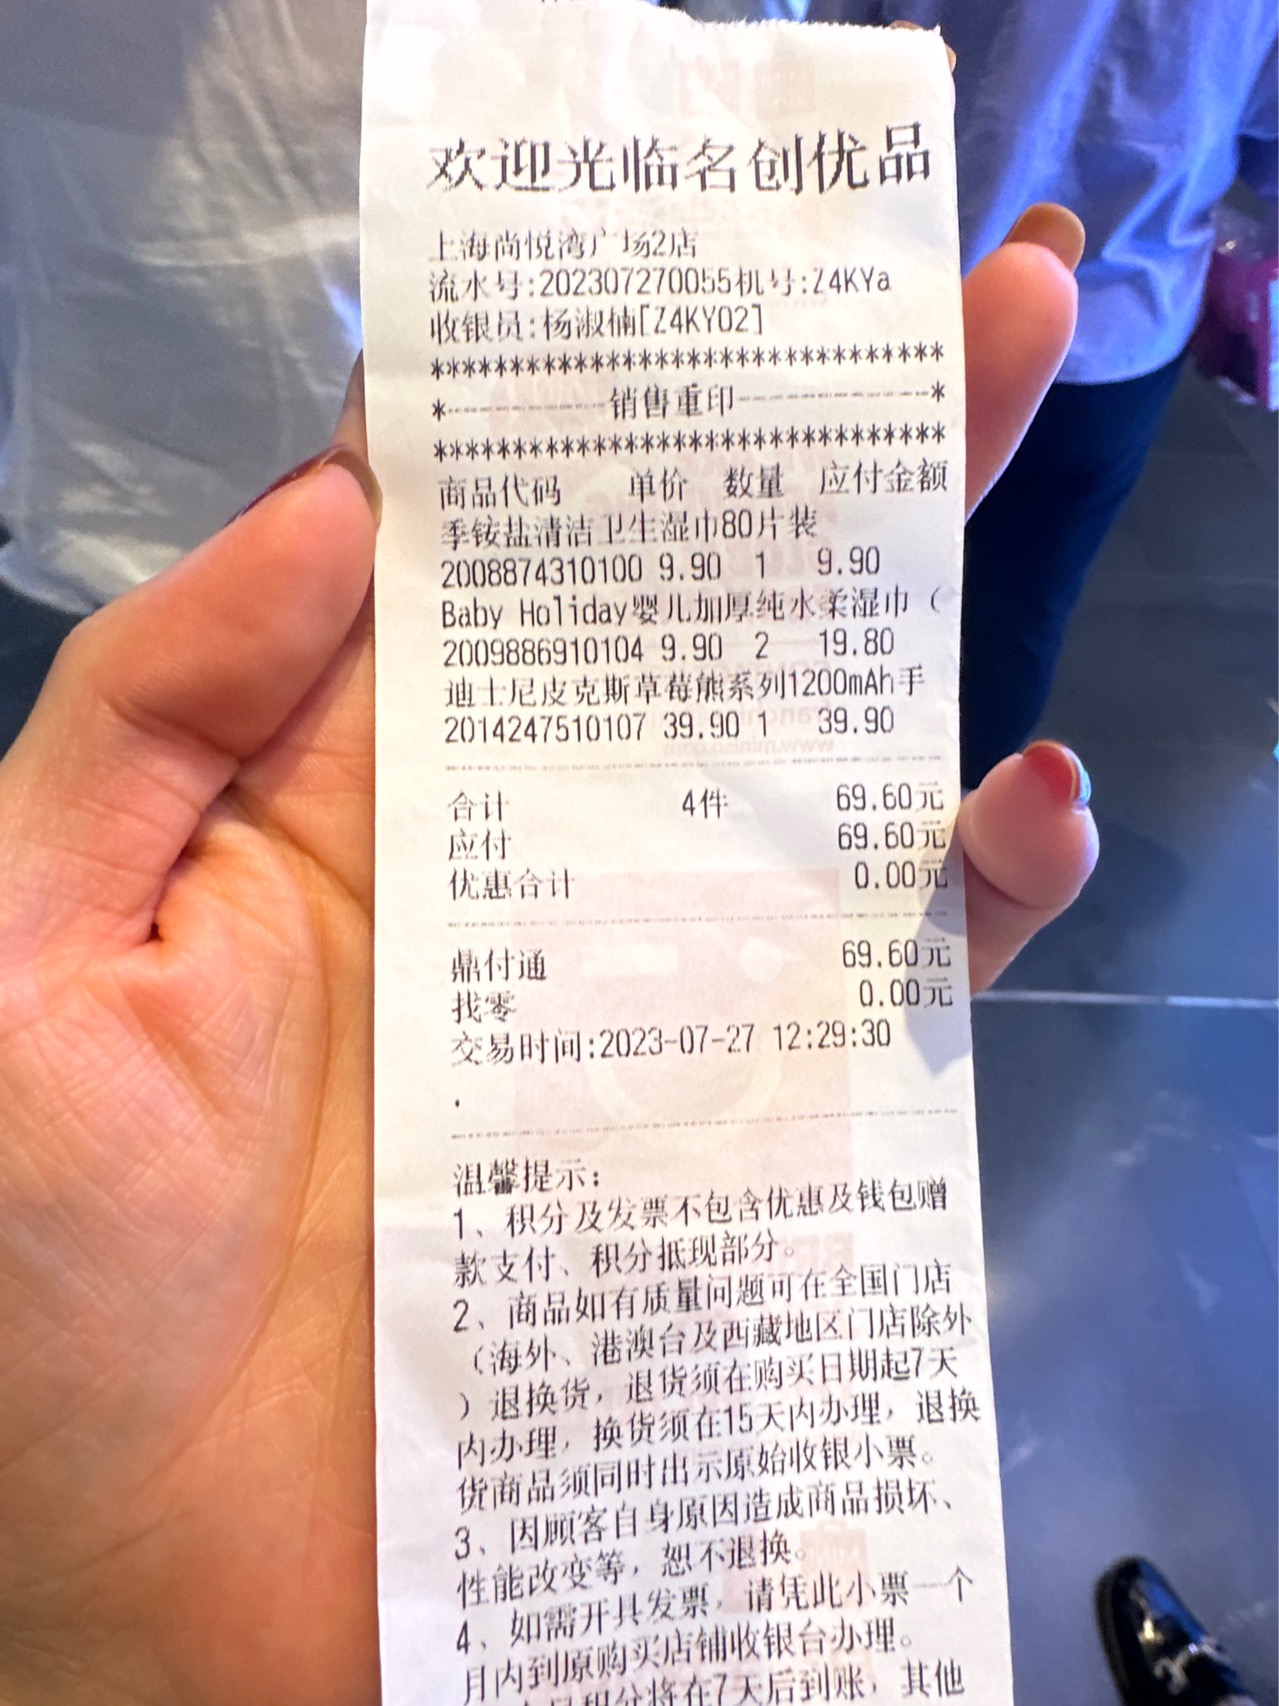 欢迎光临名创优品
上海尚悦湾广场2店
流水号:202307270055机号:Z4KYa
收银员:杨淑楠[Z4KY02]
********************************
*----------销售重印------------*
********************************
商品代码 单价 数量 应付金额
季铵盐清洁卫生湿巾80片装
2008874310100 9.90 1 9.90
Baby Holiday婴儿加厚纯水柔湿巾（
2009886910104 9.90 2 19.80
迪士尼皮克斯草莓熊系列1200mAh手
2014247510107 39.90 1 39.90
合计 4件 69.60元
应付 69.60元
优惠合计 0.00元
鼎付通 69.60元
找零 0.00元
交易时间:2023-07-27 12:29:30
.
温馨提示:
1、积分及发票不包含优惠及钱包赠
款支付、积分抵现部分。
2、商品如有质量问题可在全国门店
（海外、港澳台及西藏地区门店除外
）退换货，退货须在购买日期起7天
内办理，换货须在15天内办理，退换
货商品须同时出示原始收银小票。
3、因顾客自身原因造成商品损坏、
性能改变等，恕不退换。
4、如需开具发票，请凭此小票一个
月内到原购买店铺收银台办理。
积分将在7天后到账，其他